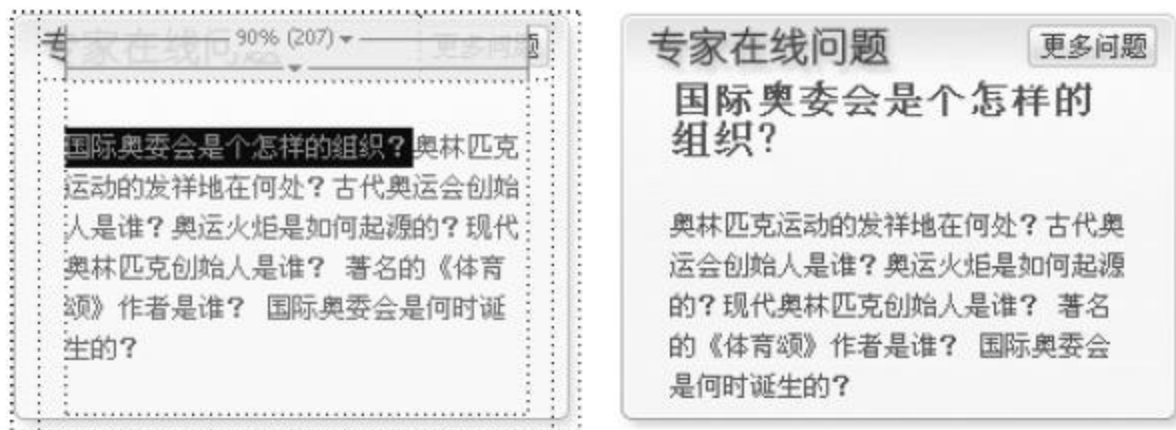 专家在线问题 更多问题
90% (207)
国际奥委会是个怎样的组织？奥林匹克
运动的发祥地在何处？古代奥运会创始
人是谁？奥运火炬是如何起源的？现代
奥林匹克创始人是谁？ 著名的《体育
颂》作者是谁？ 国际奥委会是何时诞
生的？
专家在线问题 更多问题
国际奥委会是个怎样的
组织？
奥林匹克运动的发祥地在何处？古代奥
运会创始人是谁？奥运火炬是如何起源
的？现代奥林匹克创始人是谁？ 著名
的《体育颂》作者是谁？ 国际奥委会
是何时诞生的？